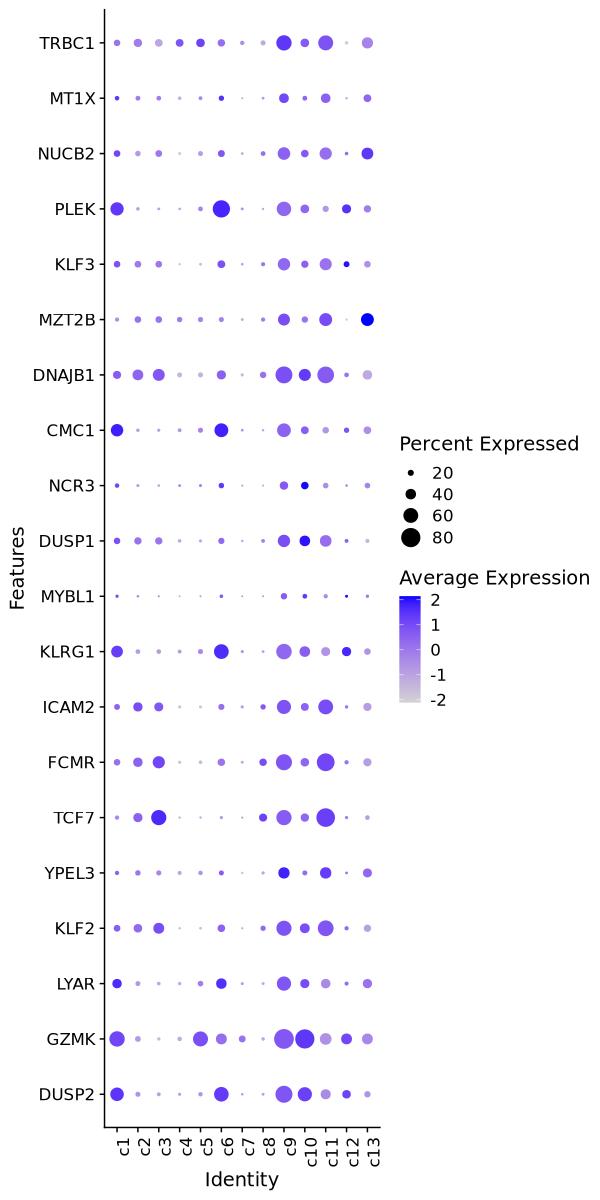 TRBC1
MT1X
NUCB2
PLEK
KLF3
MZT2B
DNAJB1
CMC1
NCR3
DUSP1
MYBL1
KLRG1
ICAM2
FCMR
TCF7
YPEL3
KLF2
LYAR
GZMK
DUSP2
Features
c1 c2 c3 c4 c5 c6 c7 c8 c9 c10 c11 c12 c13
Identity
Percent Expressed
20
40
60
80
Average Expression
2
1
0
-1
-2